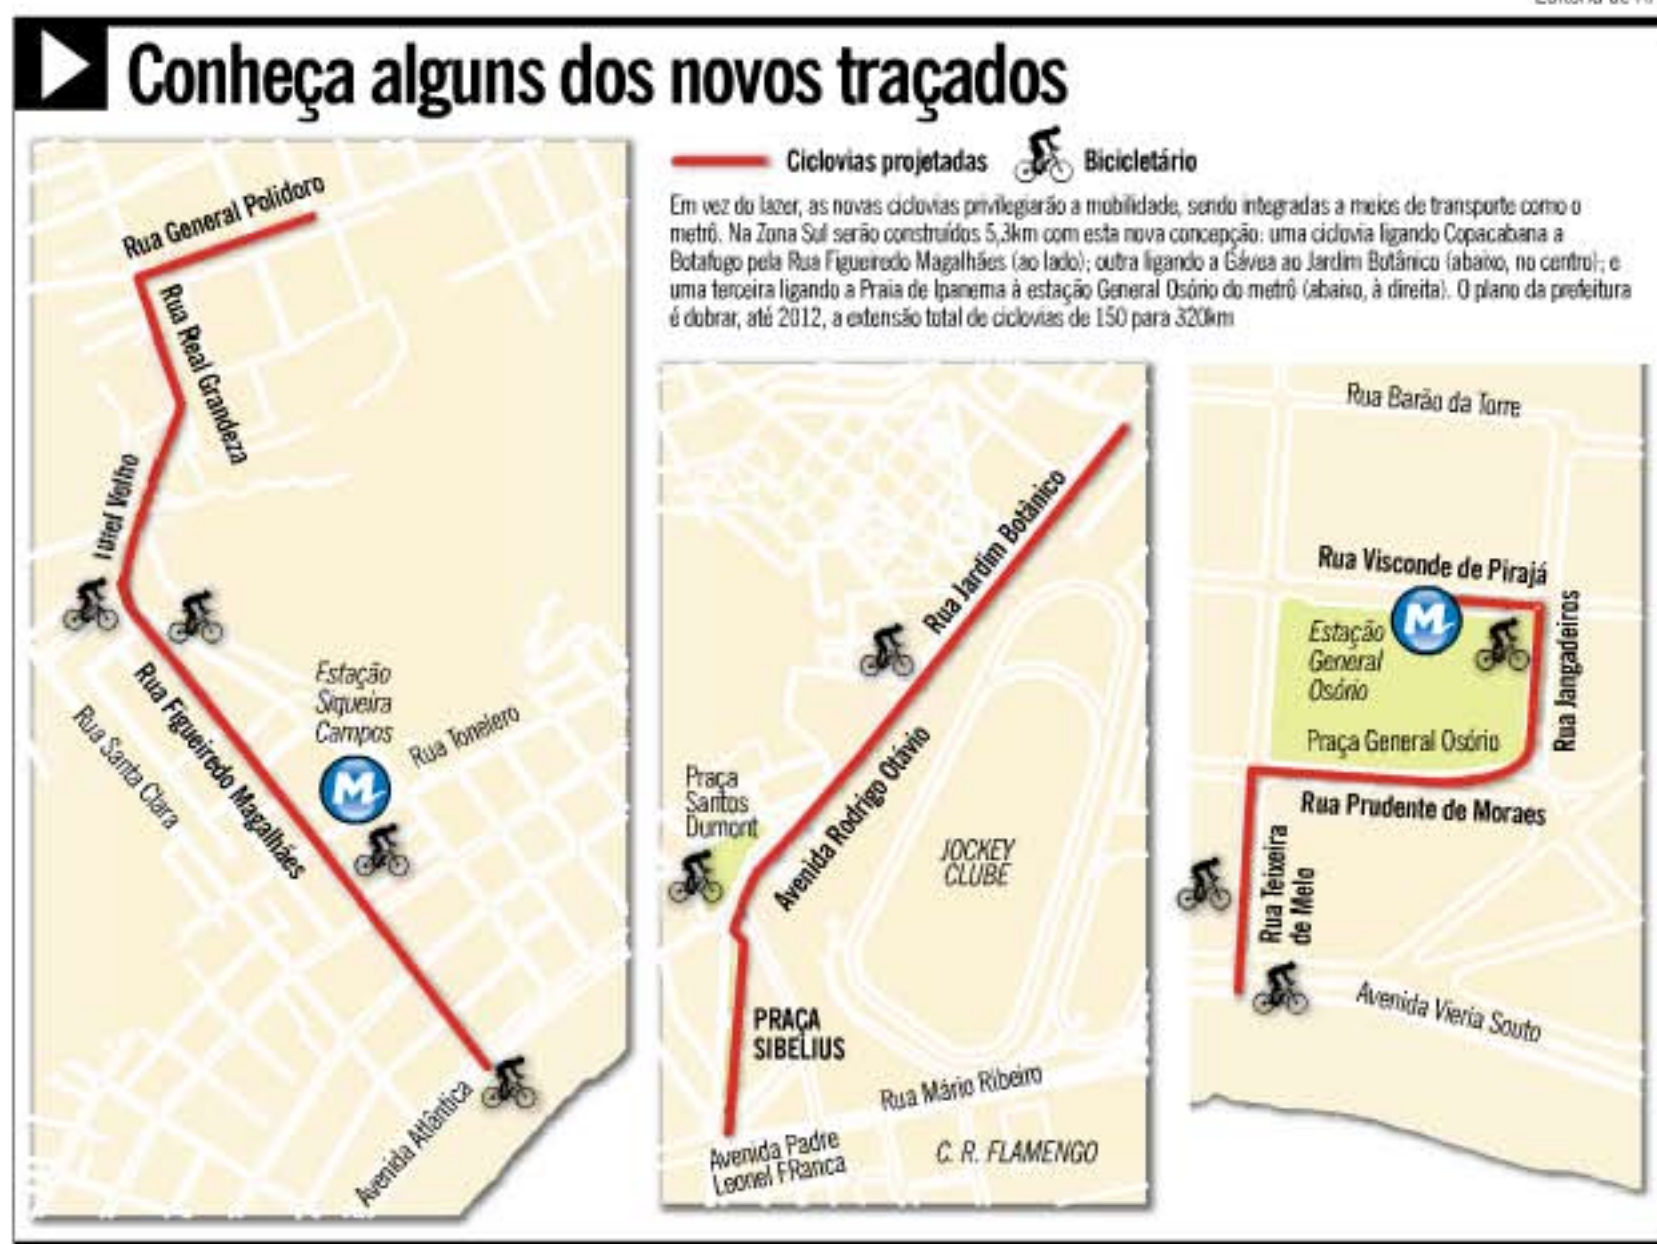 Conheça alguns dos novos traçados
Ciclovias projetadas
Bicicletário
Em vez do lazer, as novas ciclovias privilegiarão a mobilidade, sendo integradas a meios de transporte como o
metrô. Na Zona Sul serão construídos 5,3km com esta nova concepção: uma ciclovia ligando Copacabana a
Botafogo pela Rua Figueiredo Magalhães (ao lado); outra ligando a Gávea ao Jardim Botânico (abaixo, no centro); e
uma terceira ligando a Praia de Ipanema à estação General Osório do metrô (abaixo, à direita). O plano da prefeitura
é dobrar, até 2012, a extensão total de ciclovias de 150 para 320km
Rua General Polidoro
Rua Real Grandeza
Túnel Velho
Rua Figueiredo Magalhães
Rua Santa Clara
Estação
Siqueira
Campos
M
Rua Tonelero
Avenida Atlântica
Rua Jardim Botânico
Avenida Rodrigo Otávio
Praça
Santos
Dumont
JOCKEY
CLUBE
PRAÇA
SIBELIUS
Rua Mário Ribeiro
Avenida Padre
Leonel FRanca
C. R. FLAMENGO
Rua Barão da Torre
Rua Visconde de Pirajá
M
Estação
General
Osório
Praça General Osório
Rua Jangadeiros
Rua Prudente de Moraes
Rua Teixeira
de Melo
Avenida Vieria Souto